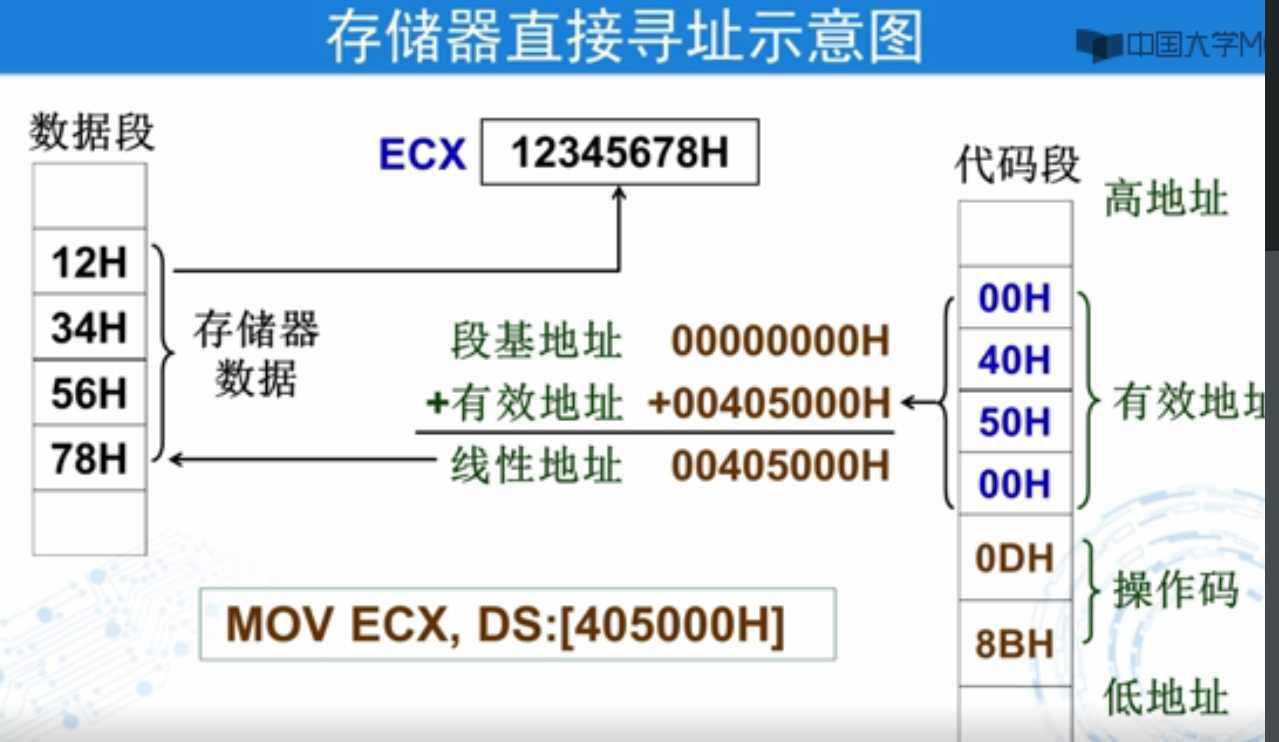 存储器直接寻址示意图
中国大学M
数据段
12H
34H
56H
78H
存储器
数据
ECX
12345678H
段基地址 00000000H
+有效地址 +00405000H
线性地址 00405000H
MOV ECX, DS:[405000H]
代码段
高地址
00H
40H
50H
00H
有效地
0DH
8BH
操作码
低地址